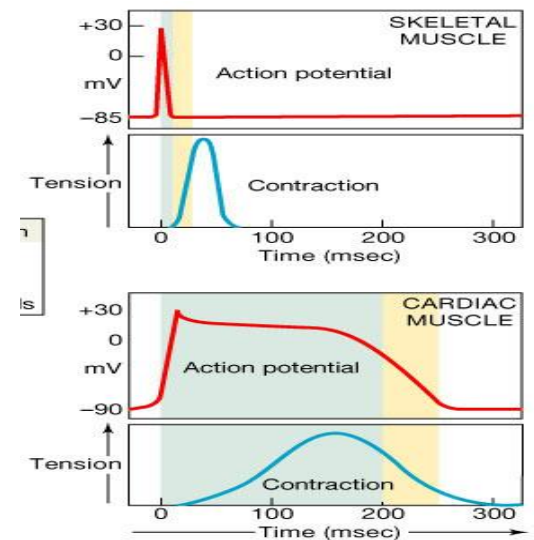 SKELETAL
MUSCLE
+30
0
mV
−85
Action potential
Tension
Contraction
0 100 200 300
Time (msec)
n
ls
CARDIAC
MUSCLE
+30
0
mV
−90
Action potential
Tension
Contraction
0 100 200 300
Time (msec)